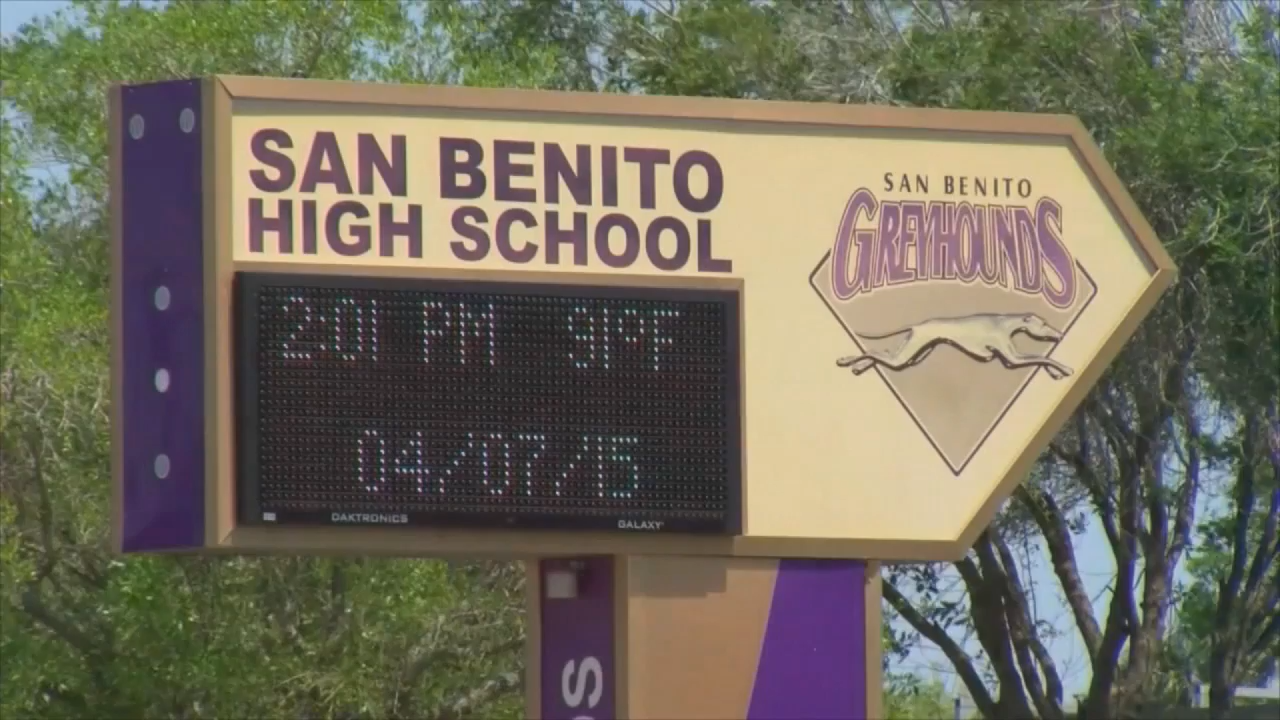 SAN BENITO
HIGH SCHOOL
2:01 PM 91°F
04/07/15
DAKTRONICS
GALAXY
SAN BENITO
GREYHOUNDS
S